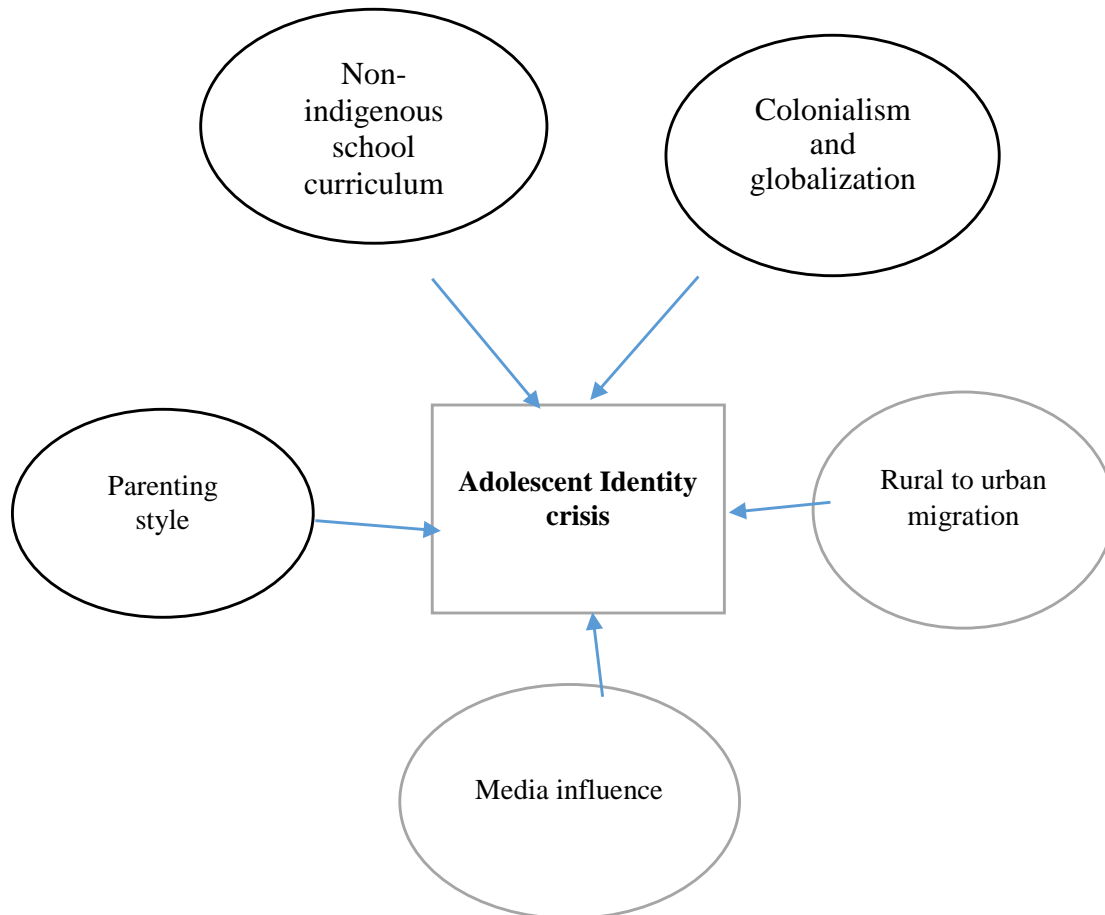 Non-
indigenous
school
curriculum
Colonialism
and
globalization
Parenting
style
Adolescent Identity
crisis
Rural to urban
migration
Media influence